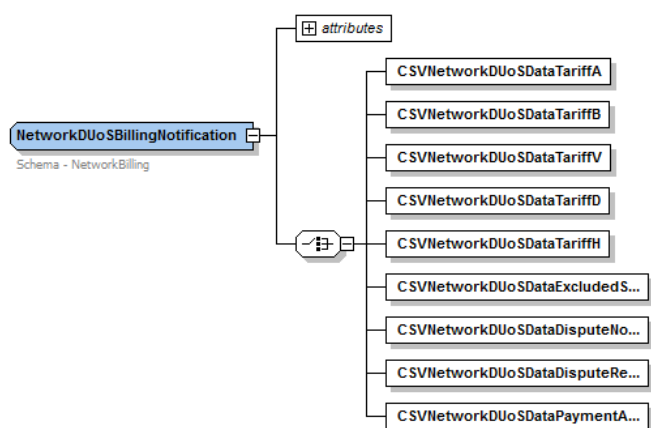 attributes
CSVNetworkDUoSDataTariffA
CSVNetworkDUoSDataTariffB
NetworkDUoSBillingNotification
Schema - NetworkBilling
CSVNetworkDUoSDataTariffV
CSVNetworkDUoSDataTariffD
CSVNetworkDUoSDataTariffH
CSVNetworkDUoSDataExcludedS...
CSVNetworkDUoSDataDisputeNo...
CSVNetworkDUoSDataDisputeRe...
CSVNetworkDUoSDataPaymentA...